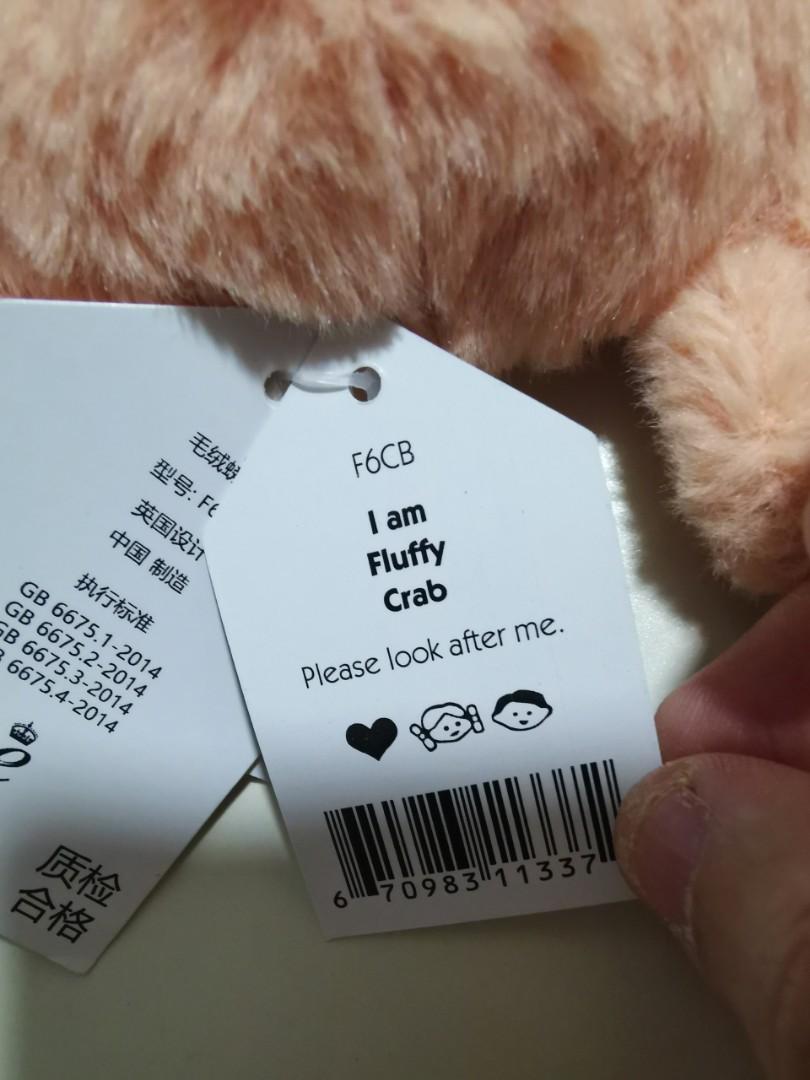 F6CB
I am
Fluffy
Crab
Please look after me.
6 70983 11337
毛绒
型号: F6
英国设计
中国 制造
执行标准
GB 6675.1-2014
GB 6675.2-2014
GB 6675.3-2014
6675.4-2014
质检
合格